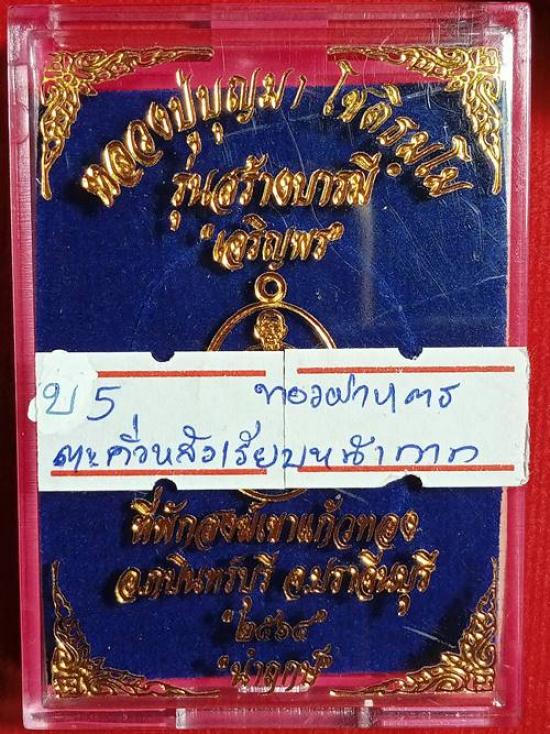 หลวงปู่บุญมา โชติธมฺโม
รุ่นสร้างบารมี
"เจริญพร"
ข 5 ทองฝาบาตร
ตะกั่วหลังเรียบหน้ากาก
ที่พักสงฆ์เขาแก้วทอง
อ.กบินทร์บุรี จ.ปราจีนบุรี
"๒๕๖๔"
"นำฤกษ์"